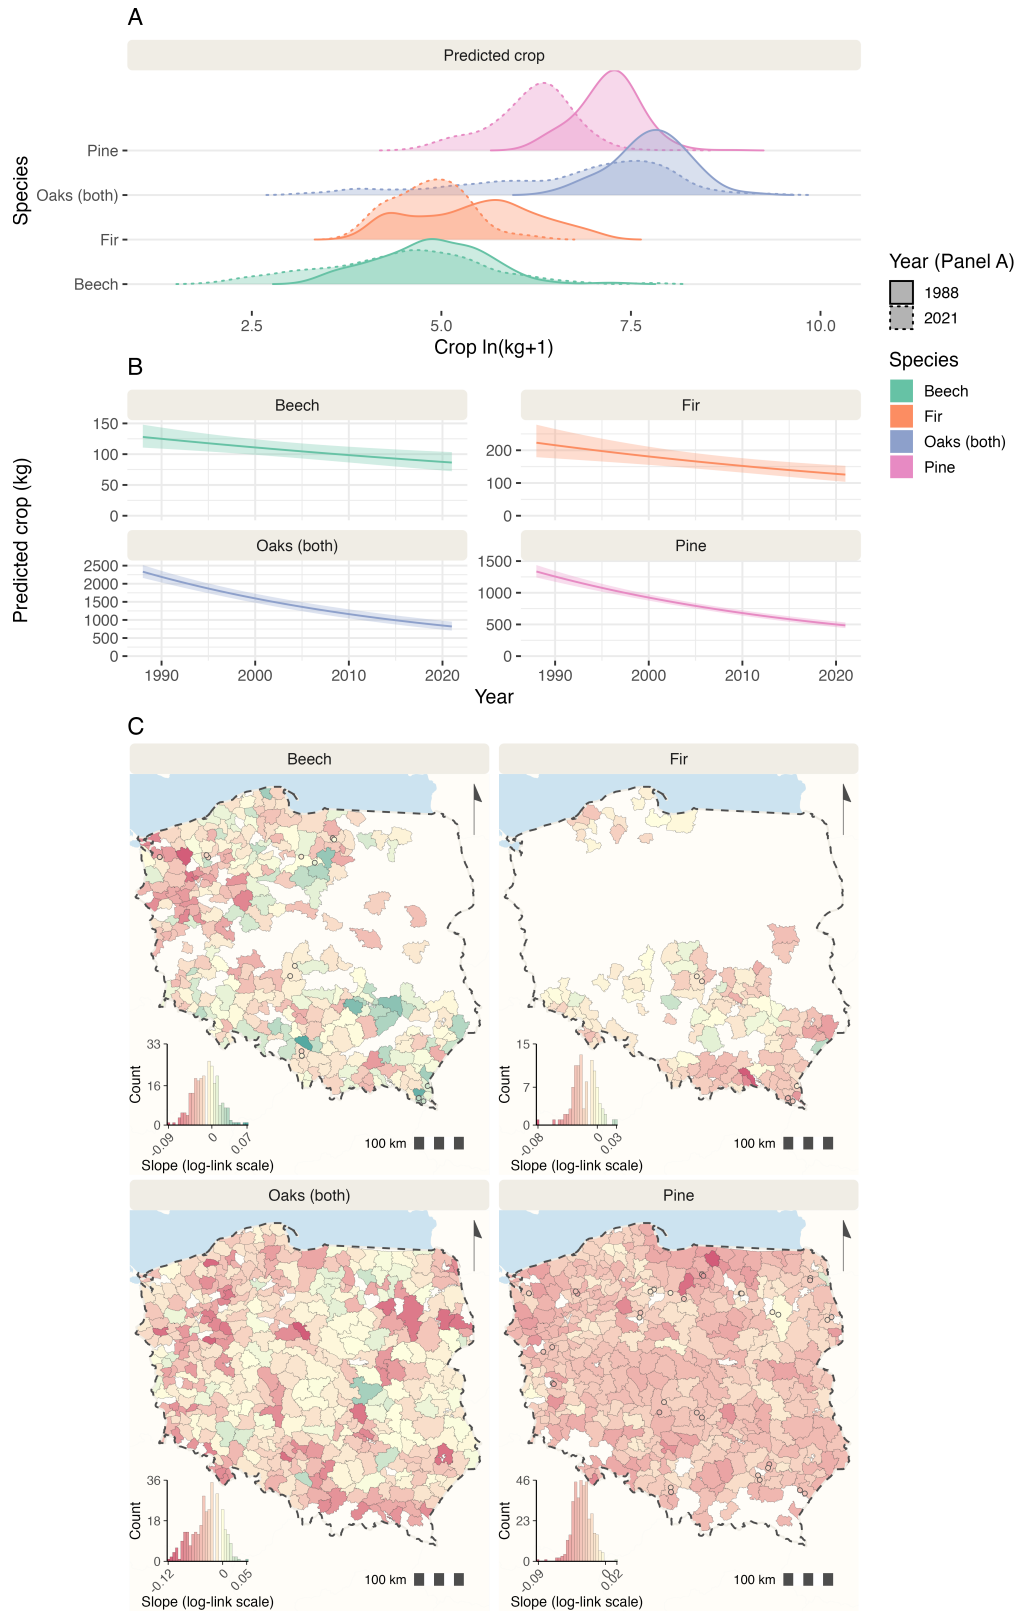 A
Predicted crop
Species
Pine
Oaks (both)
Fir
Beech
2.5 5.0 7.5 10.0
Crop ln(kg+1)
Year (Panel A)
1988
2021
Species
Beech
Fir
Oaks (both)
Pine
B
Predicted crop (kg)
Beech
150
100
50
0
Fir
200
100
0
Oaks (both)
2500
2000
1500
1000
500
0
1990 2000 2010 2020
Pine
1500
1000
500
0
1990 2000 2010 2020
Year
C
Beech
33
16
0
Count
-0.09 0 0.07
Slope (log-link scale)
100 km
Fir
15
7
0
Count
-0.08 0 0.03
Slope (log-link scale)
100 km
Oaks (both)
36
18
0
Count
-0.12 0 0.05
Slope (log-link scale)
100 km
Pine
46
23
0
Count
-0.09 0 0.02
Slope (log-link scale)
100 km